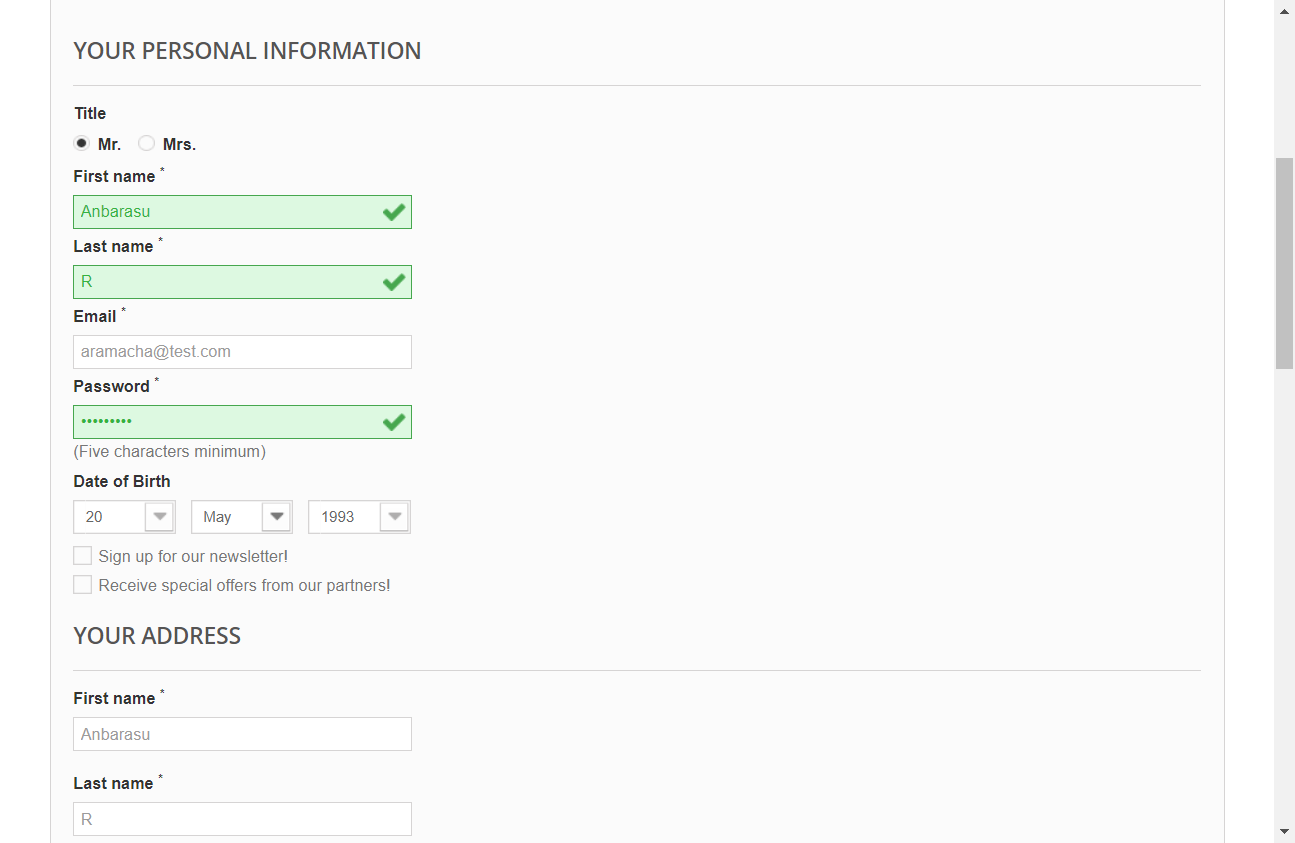 YOUR PERSONAL INFORMATION
Title
Mr. Mrs.
First name *
Anbarasu
Last name *
R
Email *
aramacha@test.com
Password *
•••••••••
(Five characters minimum)
Date of Birth
20 May 1993
Sign up for our newsletter!
Receive special offers from our partners!
YOUR ADDRESS
First name *
Anbarasu
Last name *
R